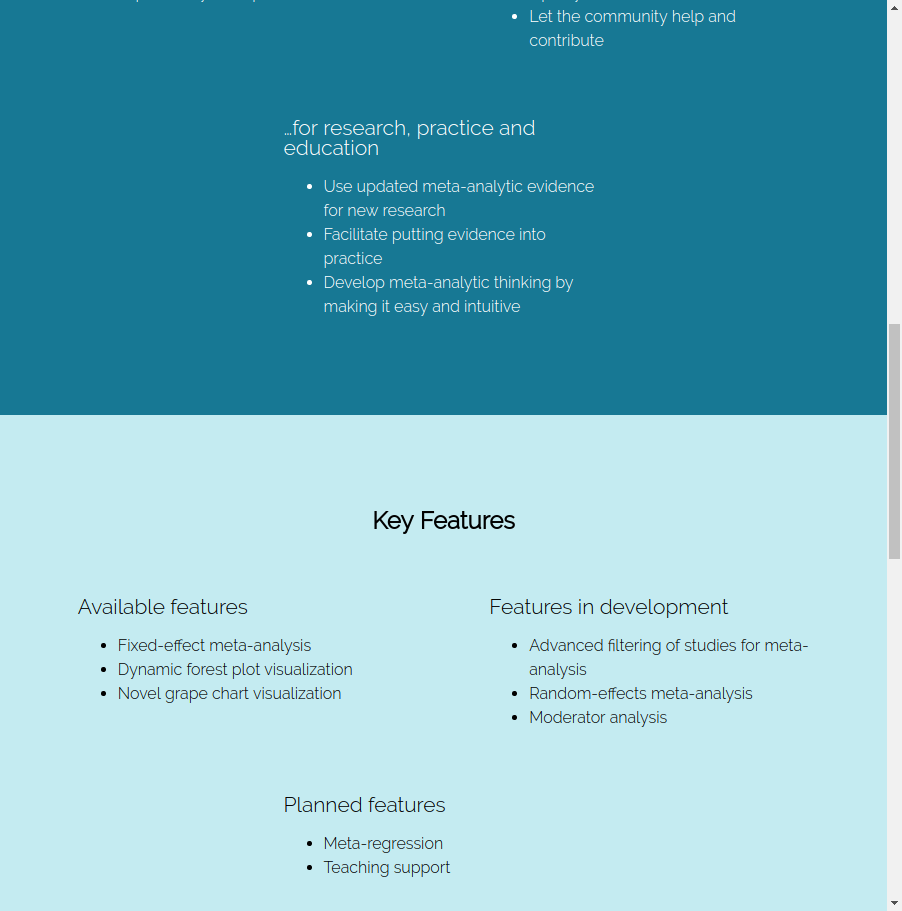 Let the community help and
contribute
…for research, practice and
education
Use updated meta-analytic evidence
for new research
Facilitate putting evidence into
practice
Develop meta-analytic thinking by
making it easy and intuitive
Key Features
Available features
Fixed-effect meta-analysis
Dynamic forest plot visualization
Novel grape chart visualization
Features in development
Advanced filtering of studies for meta-
analysis
Random-effects meta-analysis
Moderator analysis
Planned features
Meta-regression
Teaching support